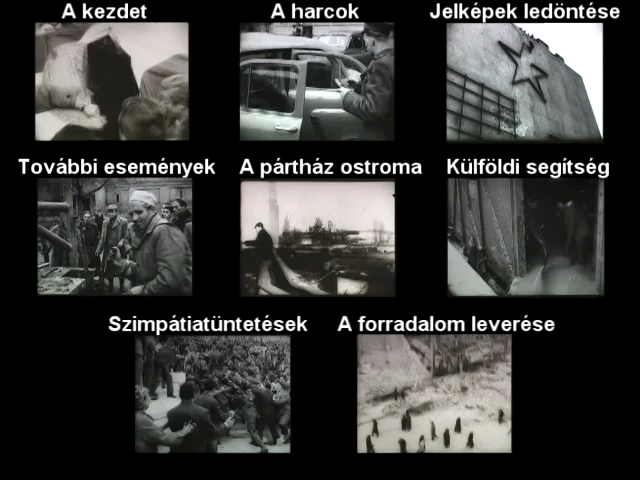 A kezdet
A harcok
Jelképek ledöntése
További események
A pártház ostroma
Külföldi segítség
Szimpátiatüntetések
A forradalom leverése